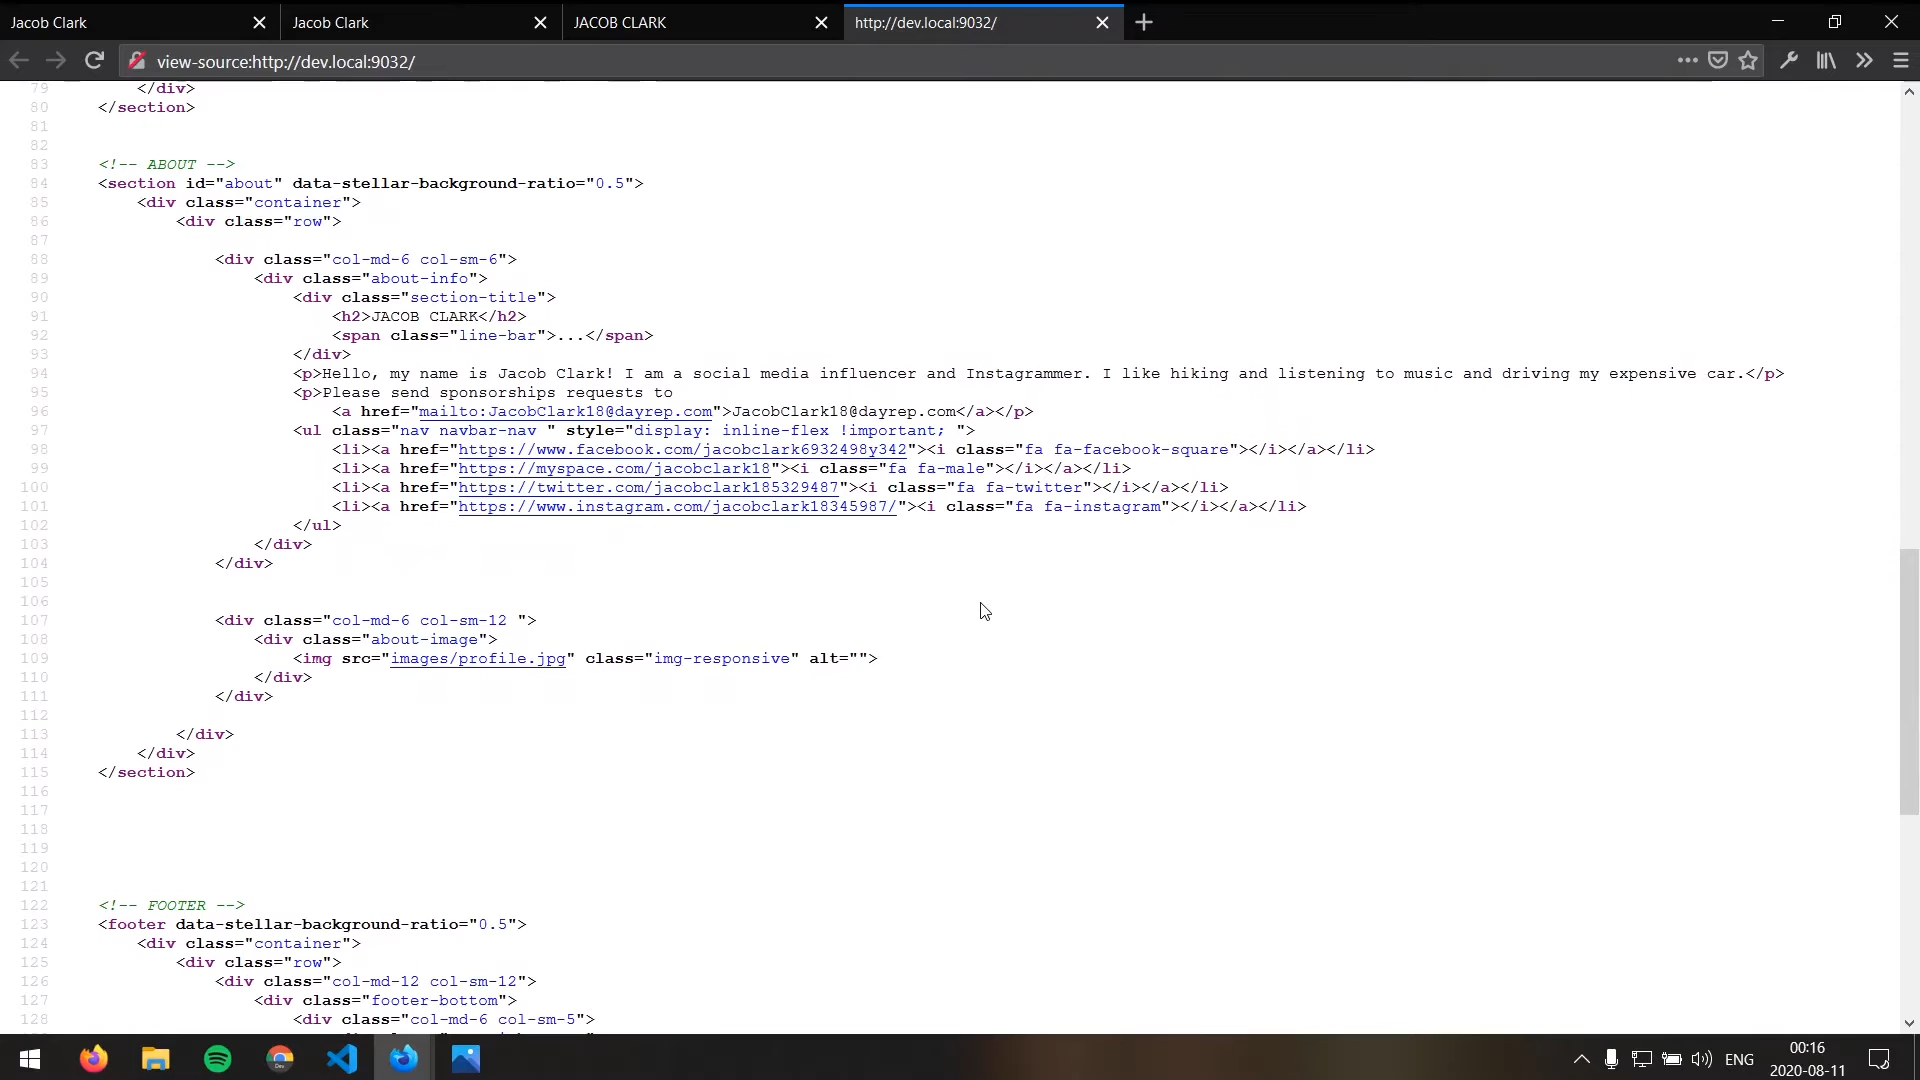 Jacob Clark
Jacob Clark
JACOB CLARK
http://dev.local:9032/
view-source:http://dev.local:9032/
79 </div>
80 </section>
81
82
83 <!-- ABOUT -->
84 <section id="about" data-stellar-background-ratio="0.5">
85 <div class="container">
86 <div class="row">
87
88 <div class="col-md-6 col-sm-6">
89 <div class="about-info">
90 <div class="section-title">
91 <h2>JACOB CLARK</h2>
92 <span class="line-bar">...</span>
93 </div>
94 <p>Hello, my name is Jacob Clark! I am a social media influencer and Instagrammer. I like hiking and listening to music and driving my expensive car.</p>
95 <p>Please send sponsorships requests to
96 <a href="mailto:JacobClark18@dayrep.com">JacobClark18@dayrep.com</a></p>
97 <ul class="nav navbar-nav " style="display: inline-flex !important; ">
98 <li><a href="https://www.facebook.com/jacobclark6932498y342"><i class="fa fa-facebook-square"></i></a></li>
99 <li><a href="https://myspace.com/jacobclark18"><i class="fa fa-male"></i></a></li>
100 <li><a href="https://twitter.com/jacobclark185329487"><i class="fa fa-twitter"></i></a></li>
101 <li><a href="https://www.instagram.com/jacobclark18345987/"><i class="fa fa-instagram"></i></a></li>
102 </ul>
103 </div>
104 </div>
105
106
107 <div class="col-md-6 col-sm-12 ">
108 <div class="about-image">
109 <img src="images/profile.jpg" class="img-responsive" alt="">
110 </div>
111 </div>
112
113 </div>
114 </div>
115 </section>
116
117
118
119
120
121
122 <!-- FOOTER -->
123 <footer data-stellar-background-ratio="0.5">
124 <div class="container">
125 <div class="row">
126 <div class="col-md-12 col-sm-12">
127 <div class="footer-bottom">
128 <div class="col-md-6 col-sm-5">
ENG
00:16
2020-08-11